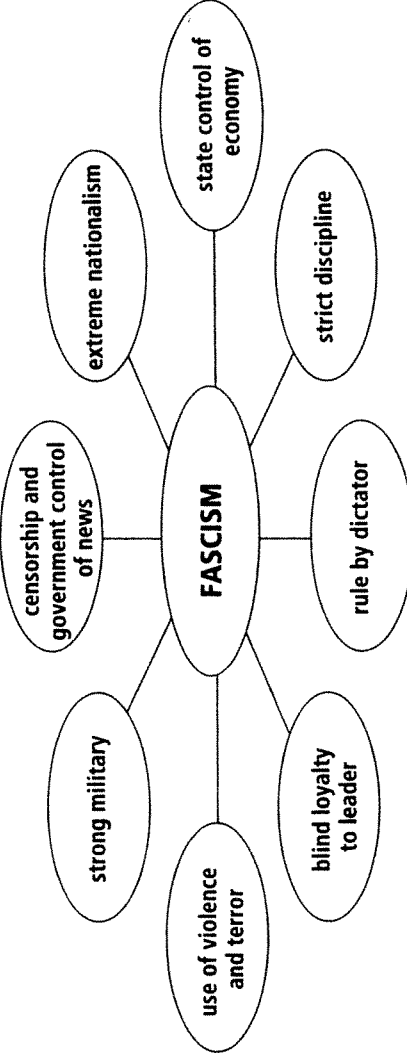 censorship and
government control
of news
strong military
extreme nationalism
use of violence
and terror
FASCISM
state control of
economy
blind loyalty
to leader
rule by dictator
strict discipline